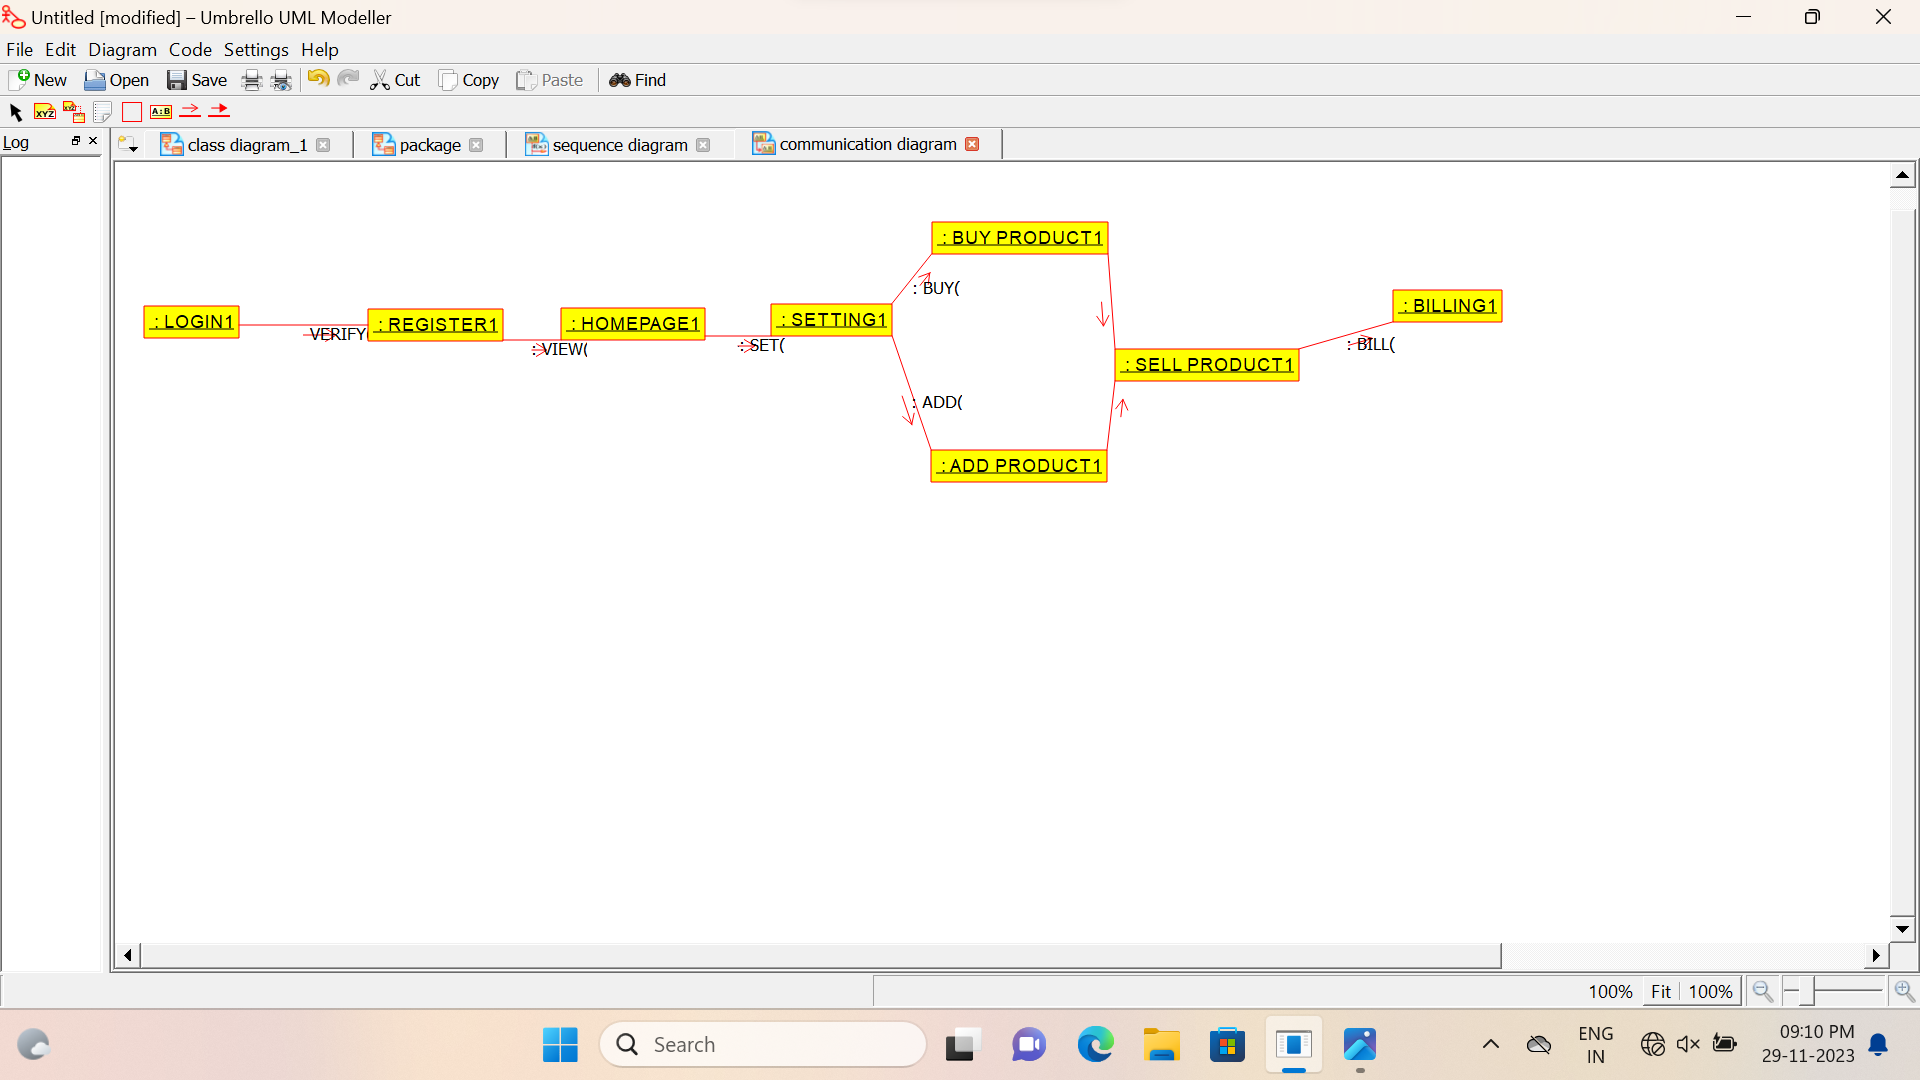 Untitled [modified] – Umbrello UML Modeller
File Edit Diagram Code Settings Help
New Open Save Cut Copy Paste Find
XYZ XYZ A:B
Log
class diagram_1 package sequence diagram communication diagram
: BUY PRODUCT1
: BUY(
: LOGIN1
VERIFY(
: REGISTER1
: VIEW(
: HOMEPAGE1
: SET(
: SETTING1
: BILLING1
: BILL(
: SELL PRODUCT1
: ADD(
: ADD PRODUCT1
100% Fit 100%
Search
ENG
IN
09:10 PM
29-11-2023